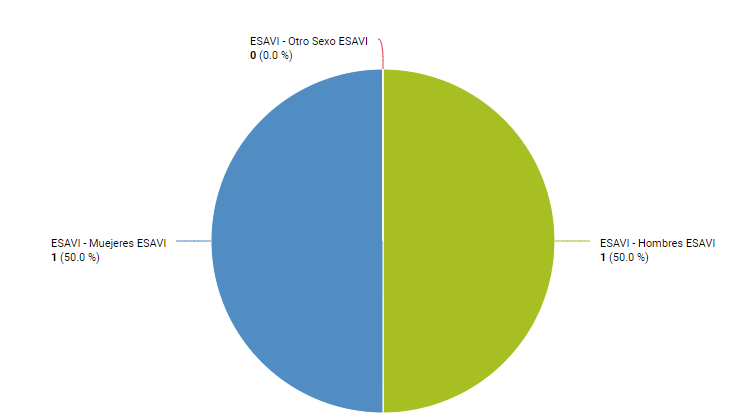 ESAVI - Otro Sexo ESAVI
0 (0.0 %)
ESAVI - Muejeres ESAVI
1 (50.0 %)
ESAVI - Hombres ESAVI
1 (50.0 %)